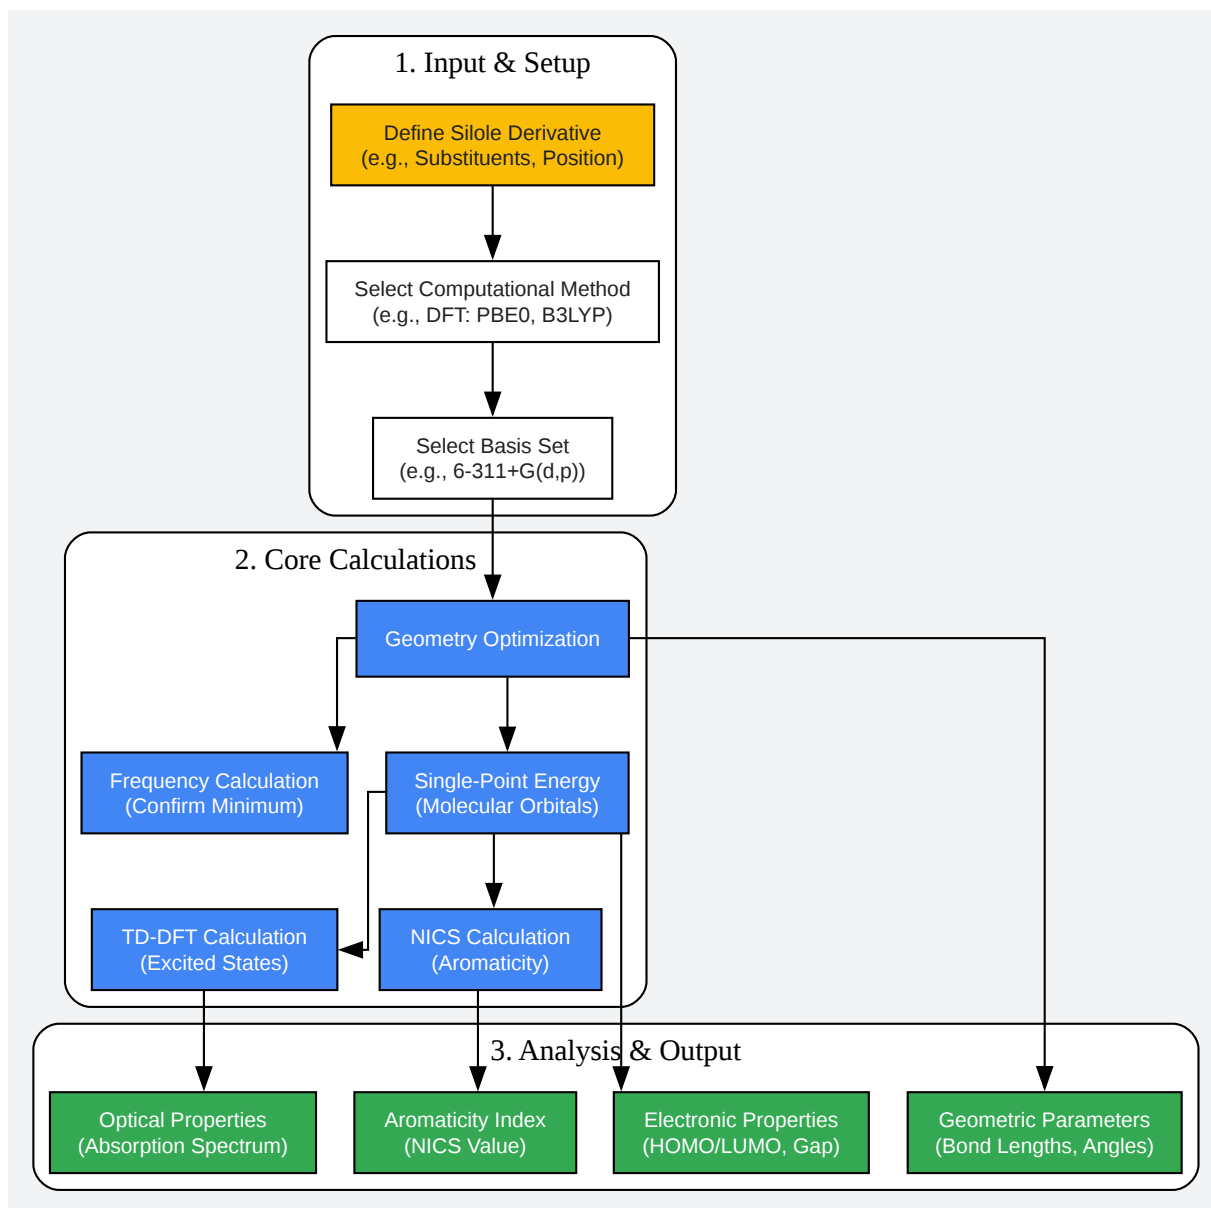 1. Input & Setup
Define Silole Derivative
(e.g., Substituents, Position)
Select Computational Method
(e.g., DFT: PBE0, B3LYP)
Select Basis Set
(e.g., 6-311+G(d,p))
2. Core Calculations
Geometry Optimization
Frequency Calculation
(Confirm Minimum)
Single-Point Energy
(Molecular Orbitals)
TD-DFT Calculation
(Excited States)
NICS Calculation
(Aromaticity)
3. Analysis & Output
Optical Properties
(Absorption Spectrum)
Aromaticity Index
(NICS Value)
Electronic Properties
(HOMO/LUMO, Gap)
Geometric Parameters
(Bond Lengths, Angles)